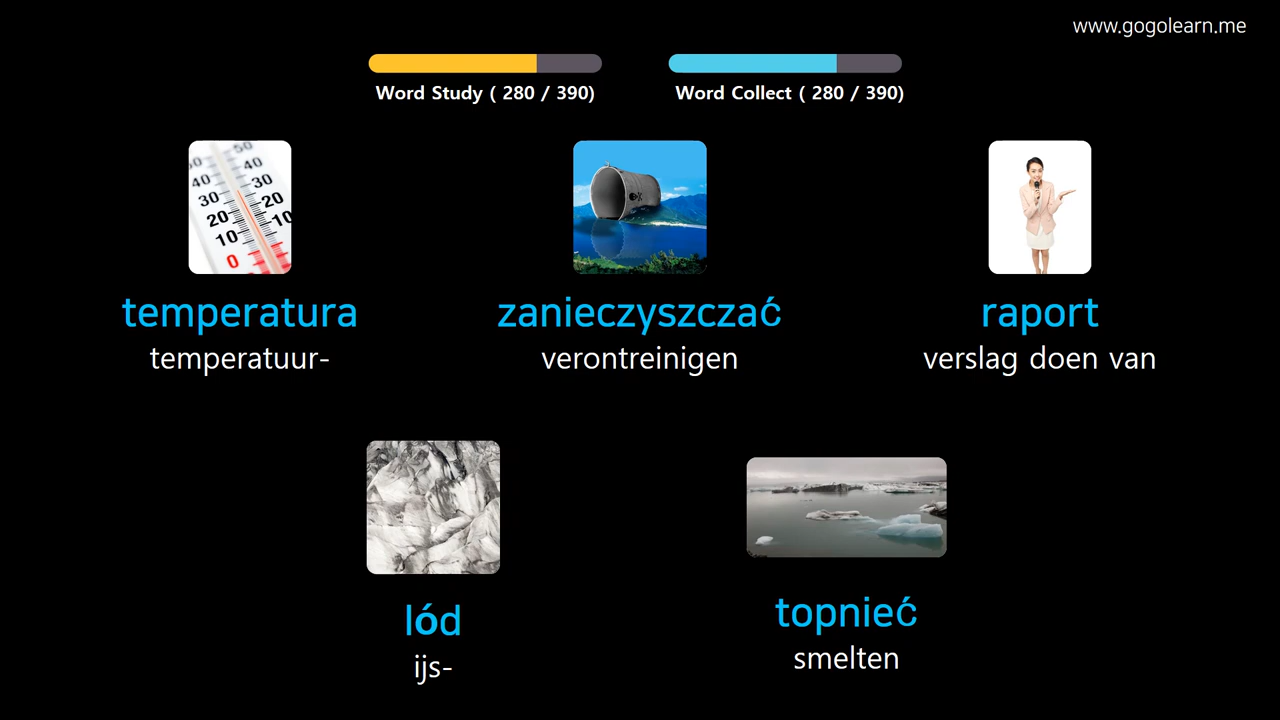 www.gogolearn.me
Word Study ( 280 / 390)
Word Collect ( 280 / 390)
temperatura
temperatuur-
zanieczyszczać
verontreinigen
raport
verslag doen van
lód
ijs-
topnieć
smelten